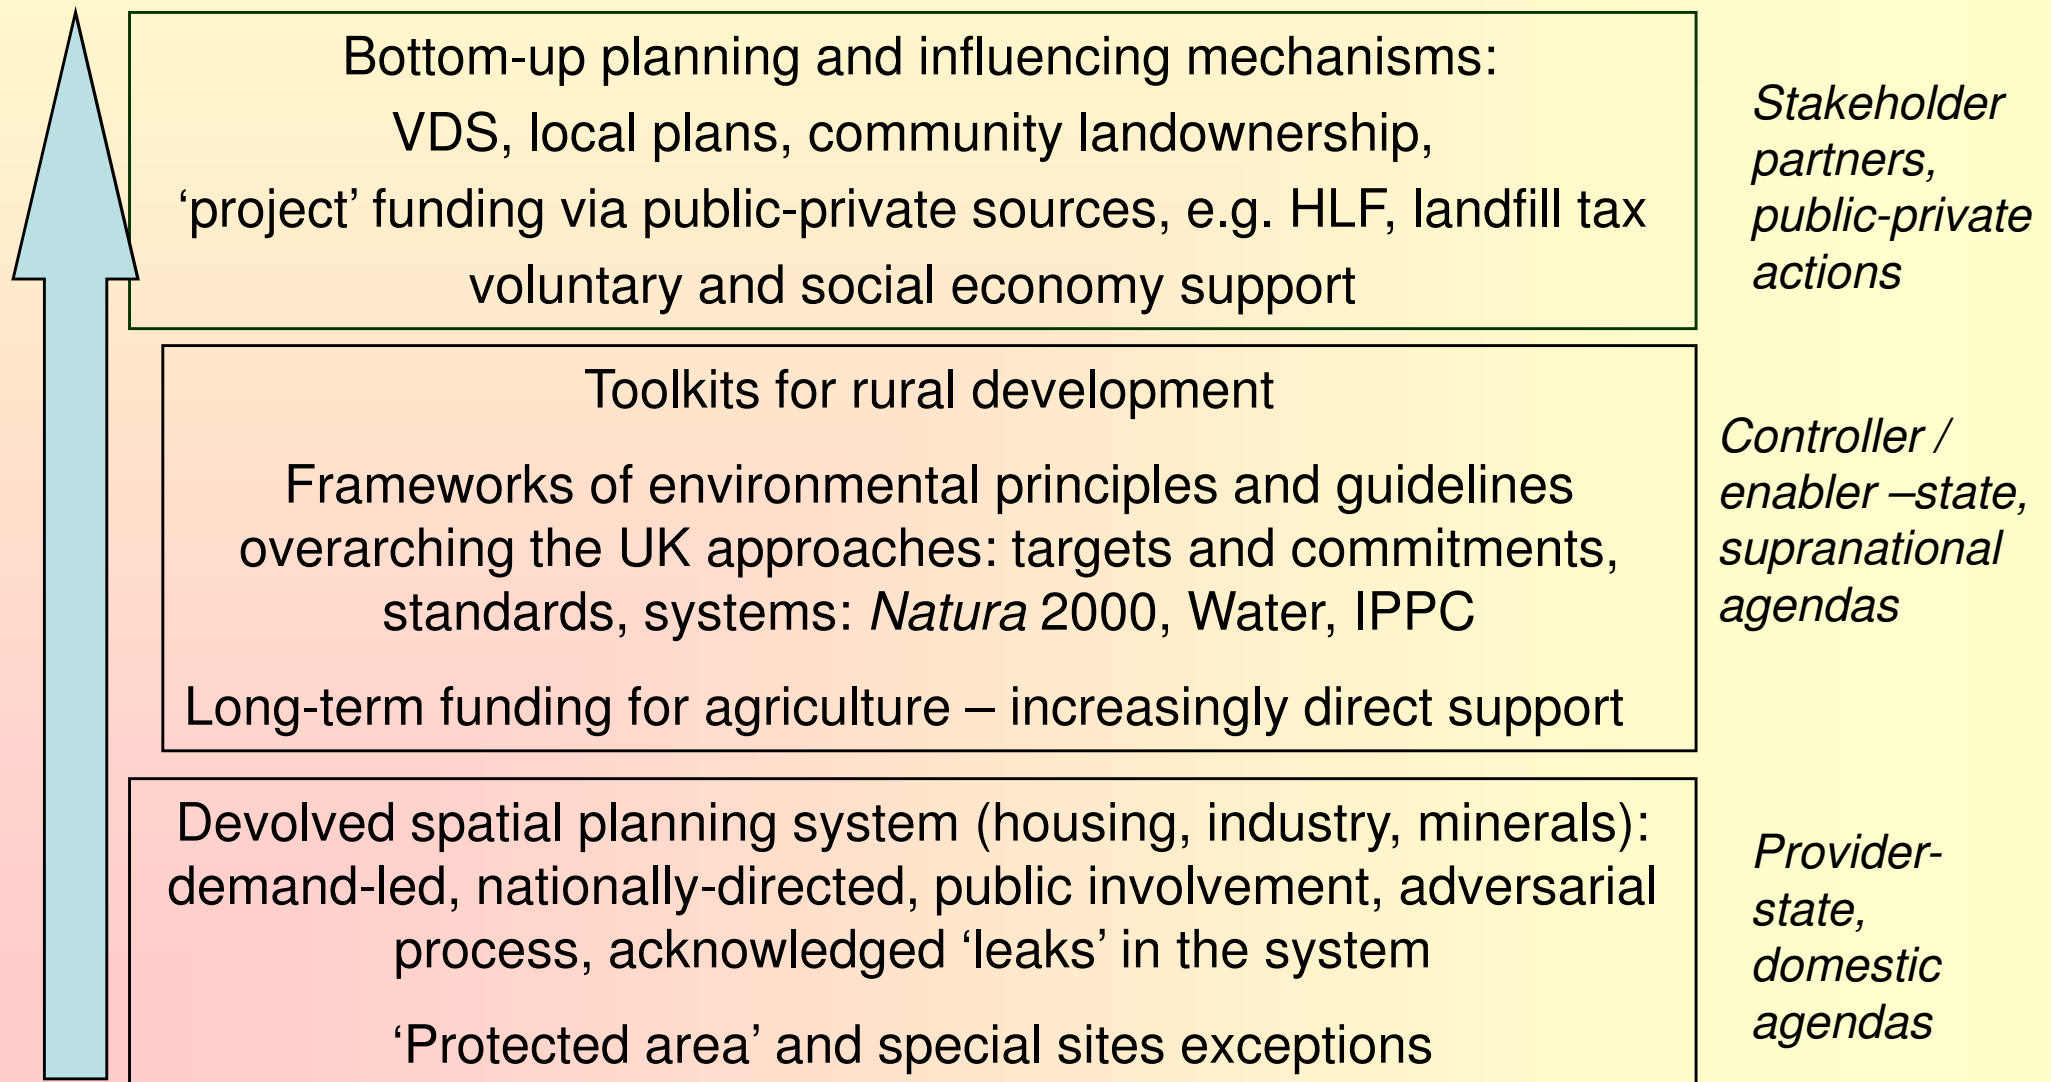 Bottom-up planning and influencing mechanisms:
VDS, local plans, community landownership,
‘project’ funding via public-private sources, e.g. HLF, landfill tax
voluntary and social economy support
Stakeholder
partners,
public-private
actions
Toolkits for rural development
Frameworks of environmental principles and guidelines
overarching the UK approaches: targets and commitments,
standards, systems: Natura 2000, Water, IPPC
Long-term funding for agriculture – increasingly direct support
Controller /
enabler –state,
supranational
agendas
Devolved spatial planning system (housing, industry, minerals):
demand-led, nationally-directed, public involvement, adversarial
process, acknowledged ‘leaks’ in the system
‘Protected area’ and special sites exceptions
Provider-
state,
domestic
agendas